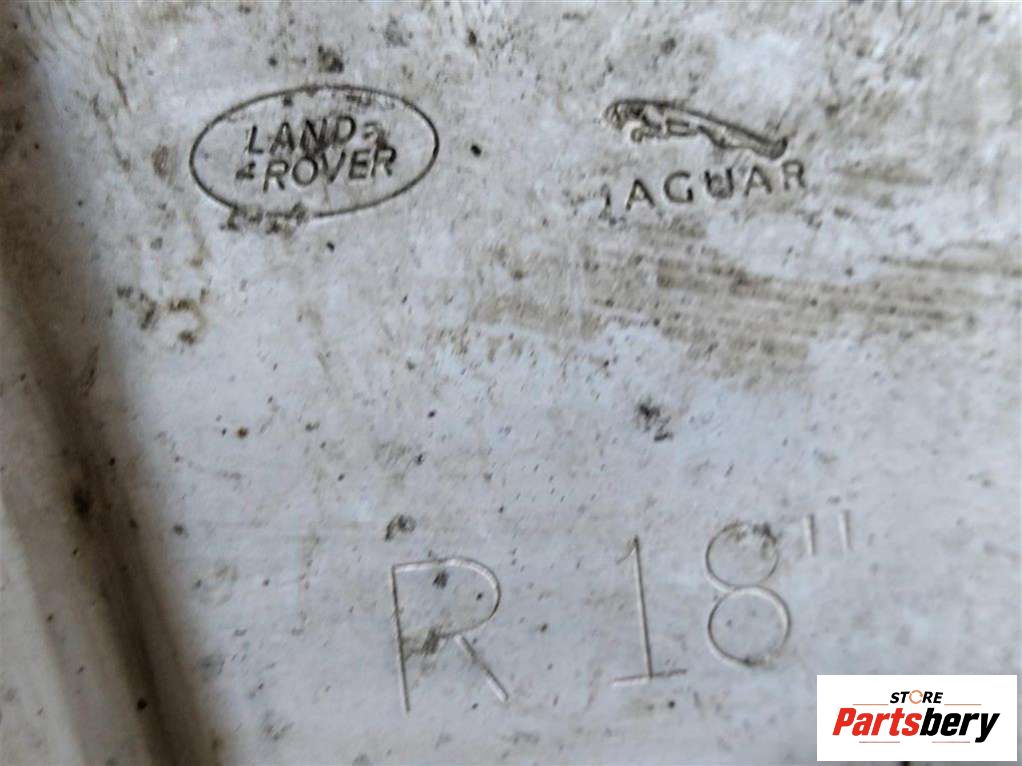 LAND
ROVER
JAGUAR
R 18"
STORE
Partsbery